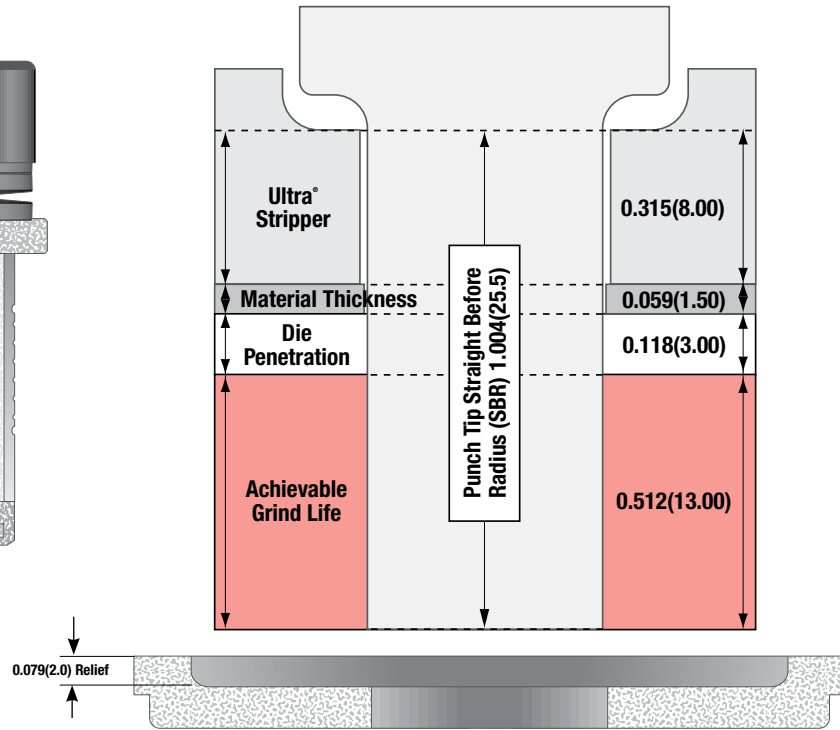 Ultra®
Stripper
0.315(8.00)
Material Thickness
0.059(1.50)
Die
Penetration
0.118(3.00)
Punch Tip Straight Before
Radius (SBR) 1.004(25.5)
Achievable
Grind Life
0.512(13.00)
0.079(2.0) Relief